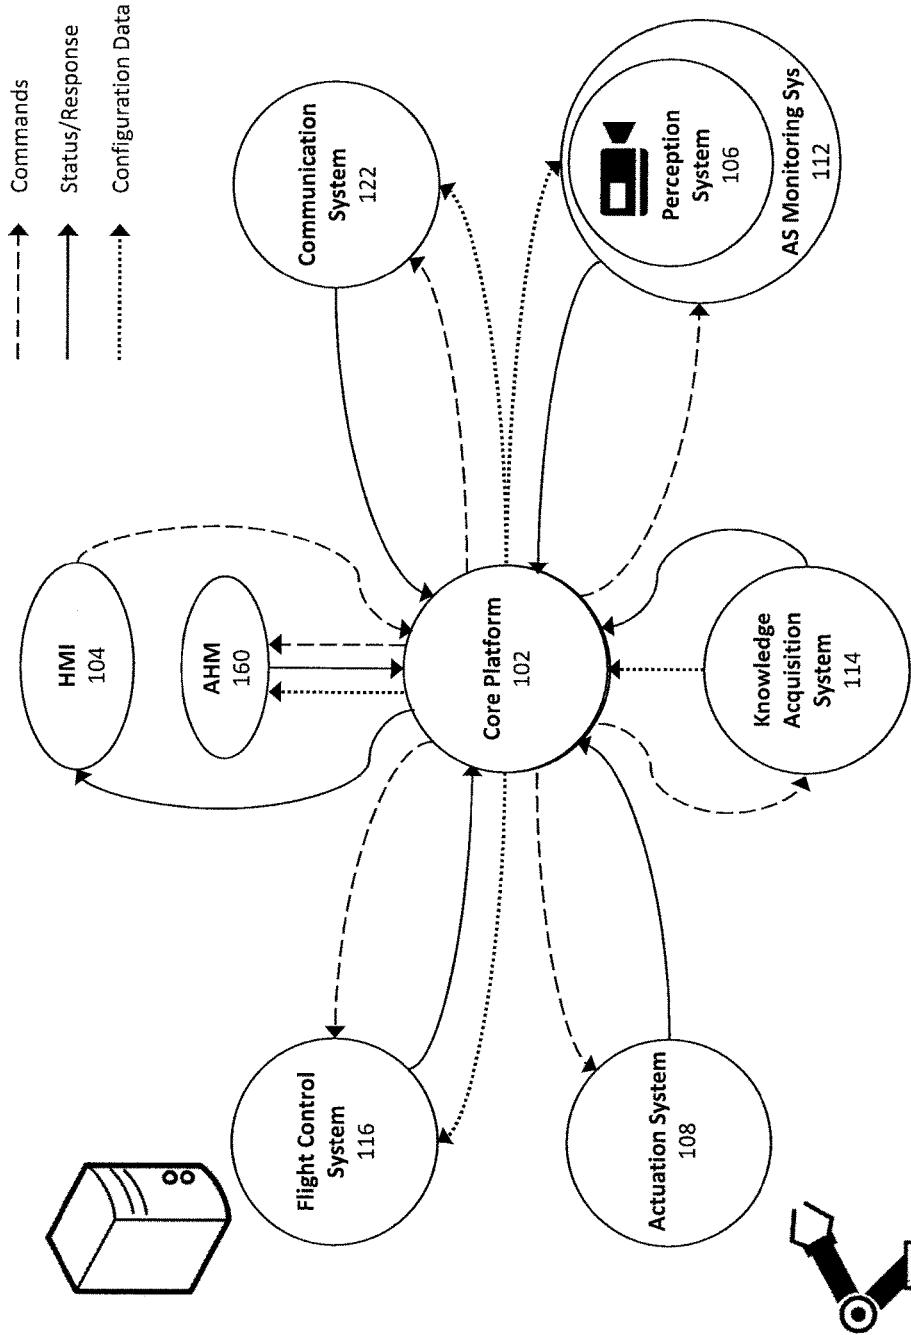 Commands
Status/Response
Configuration Data
HMI
104
AHM
160
Communication
System
122
Flight Control
System
116
Core Platform
102
Perception
System
106
AS Monitoring Sys
112
Actuation System
108
Knowledge
Acquisition
System
114